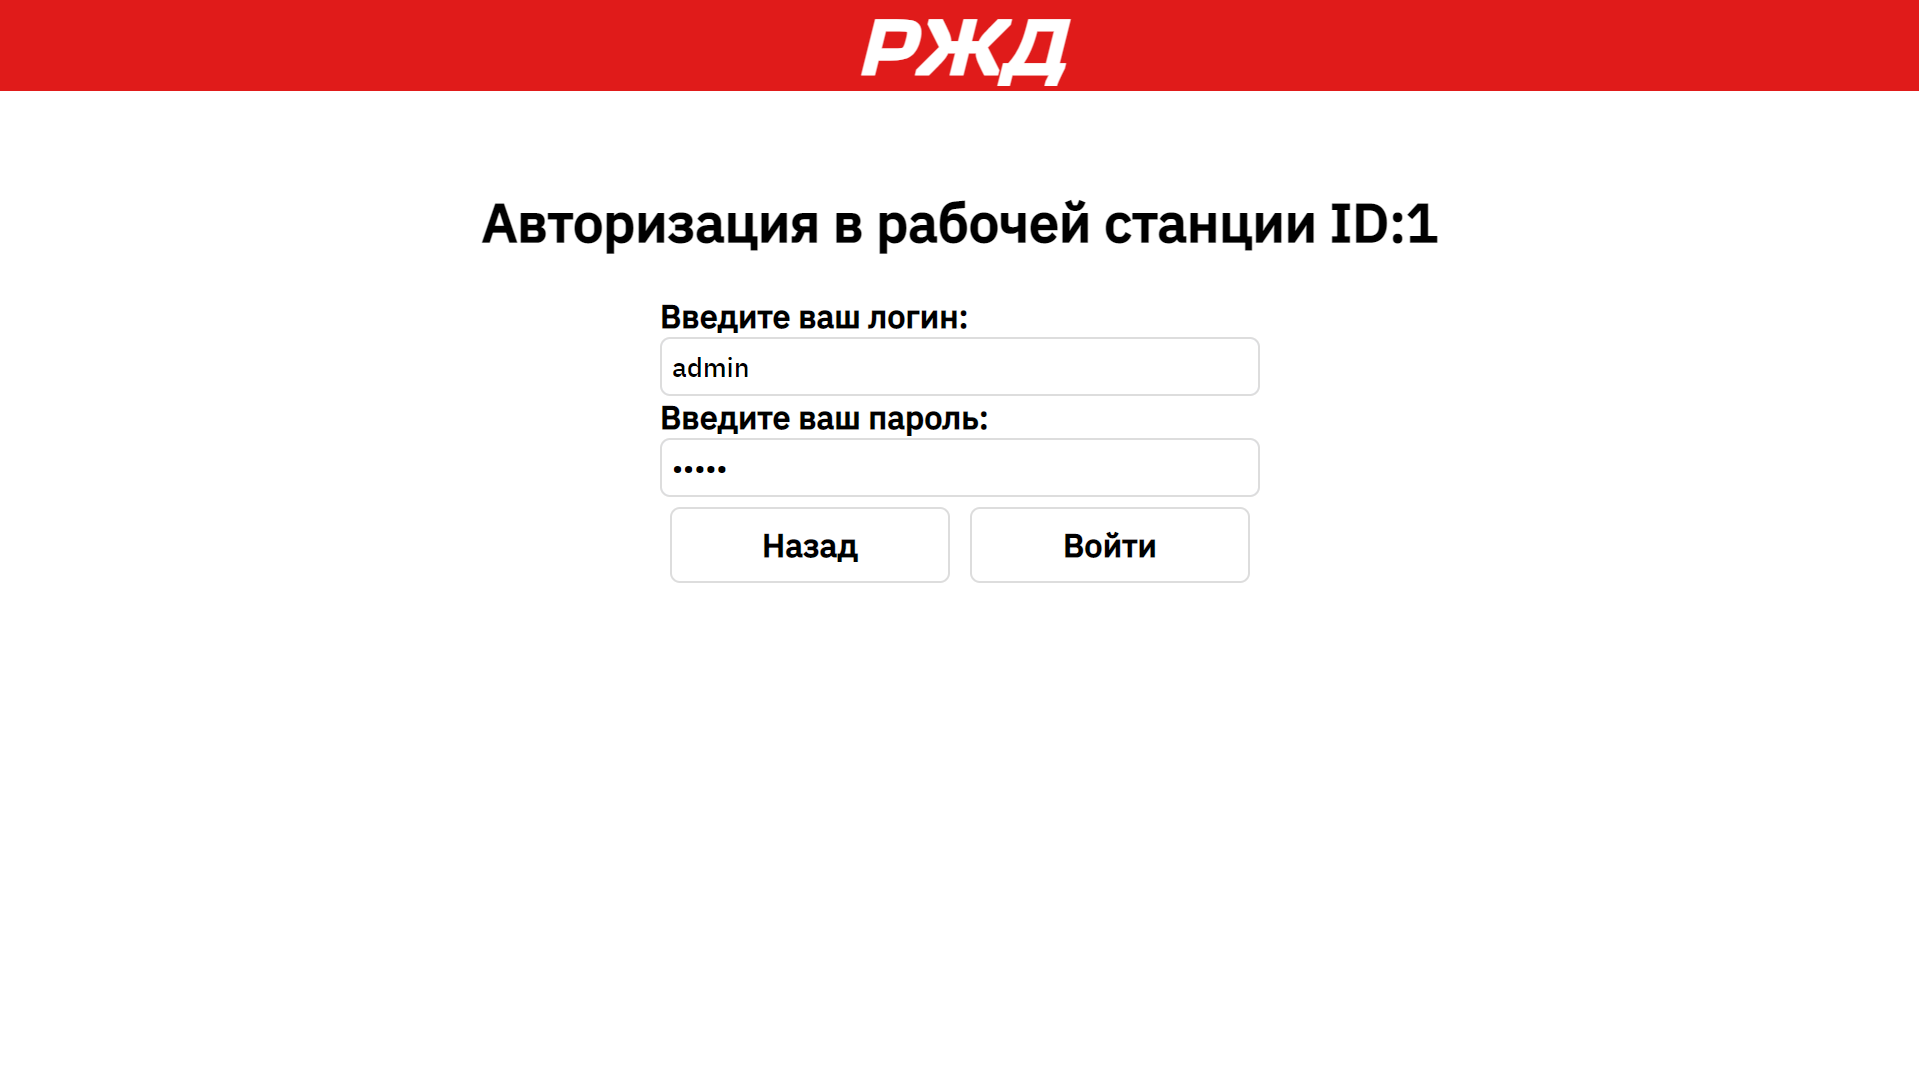 РЖД
Авторизация в рабочей станции ID:1
Введите ваш логин:
admin
Введите ваш пароль:
•••••
Назад
Войти